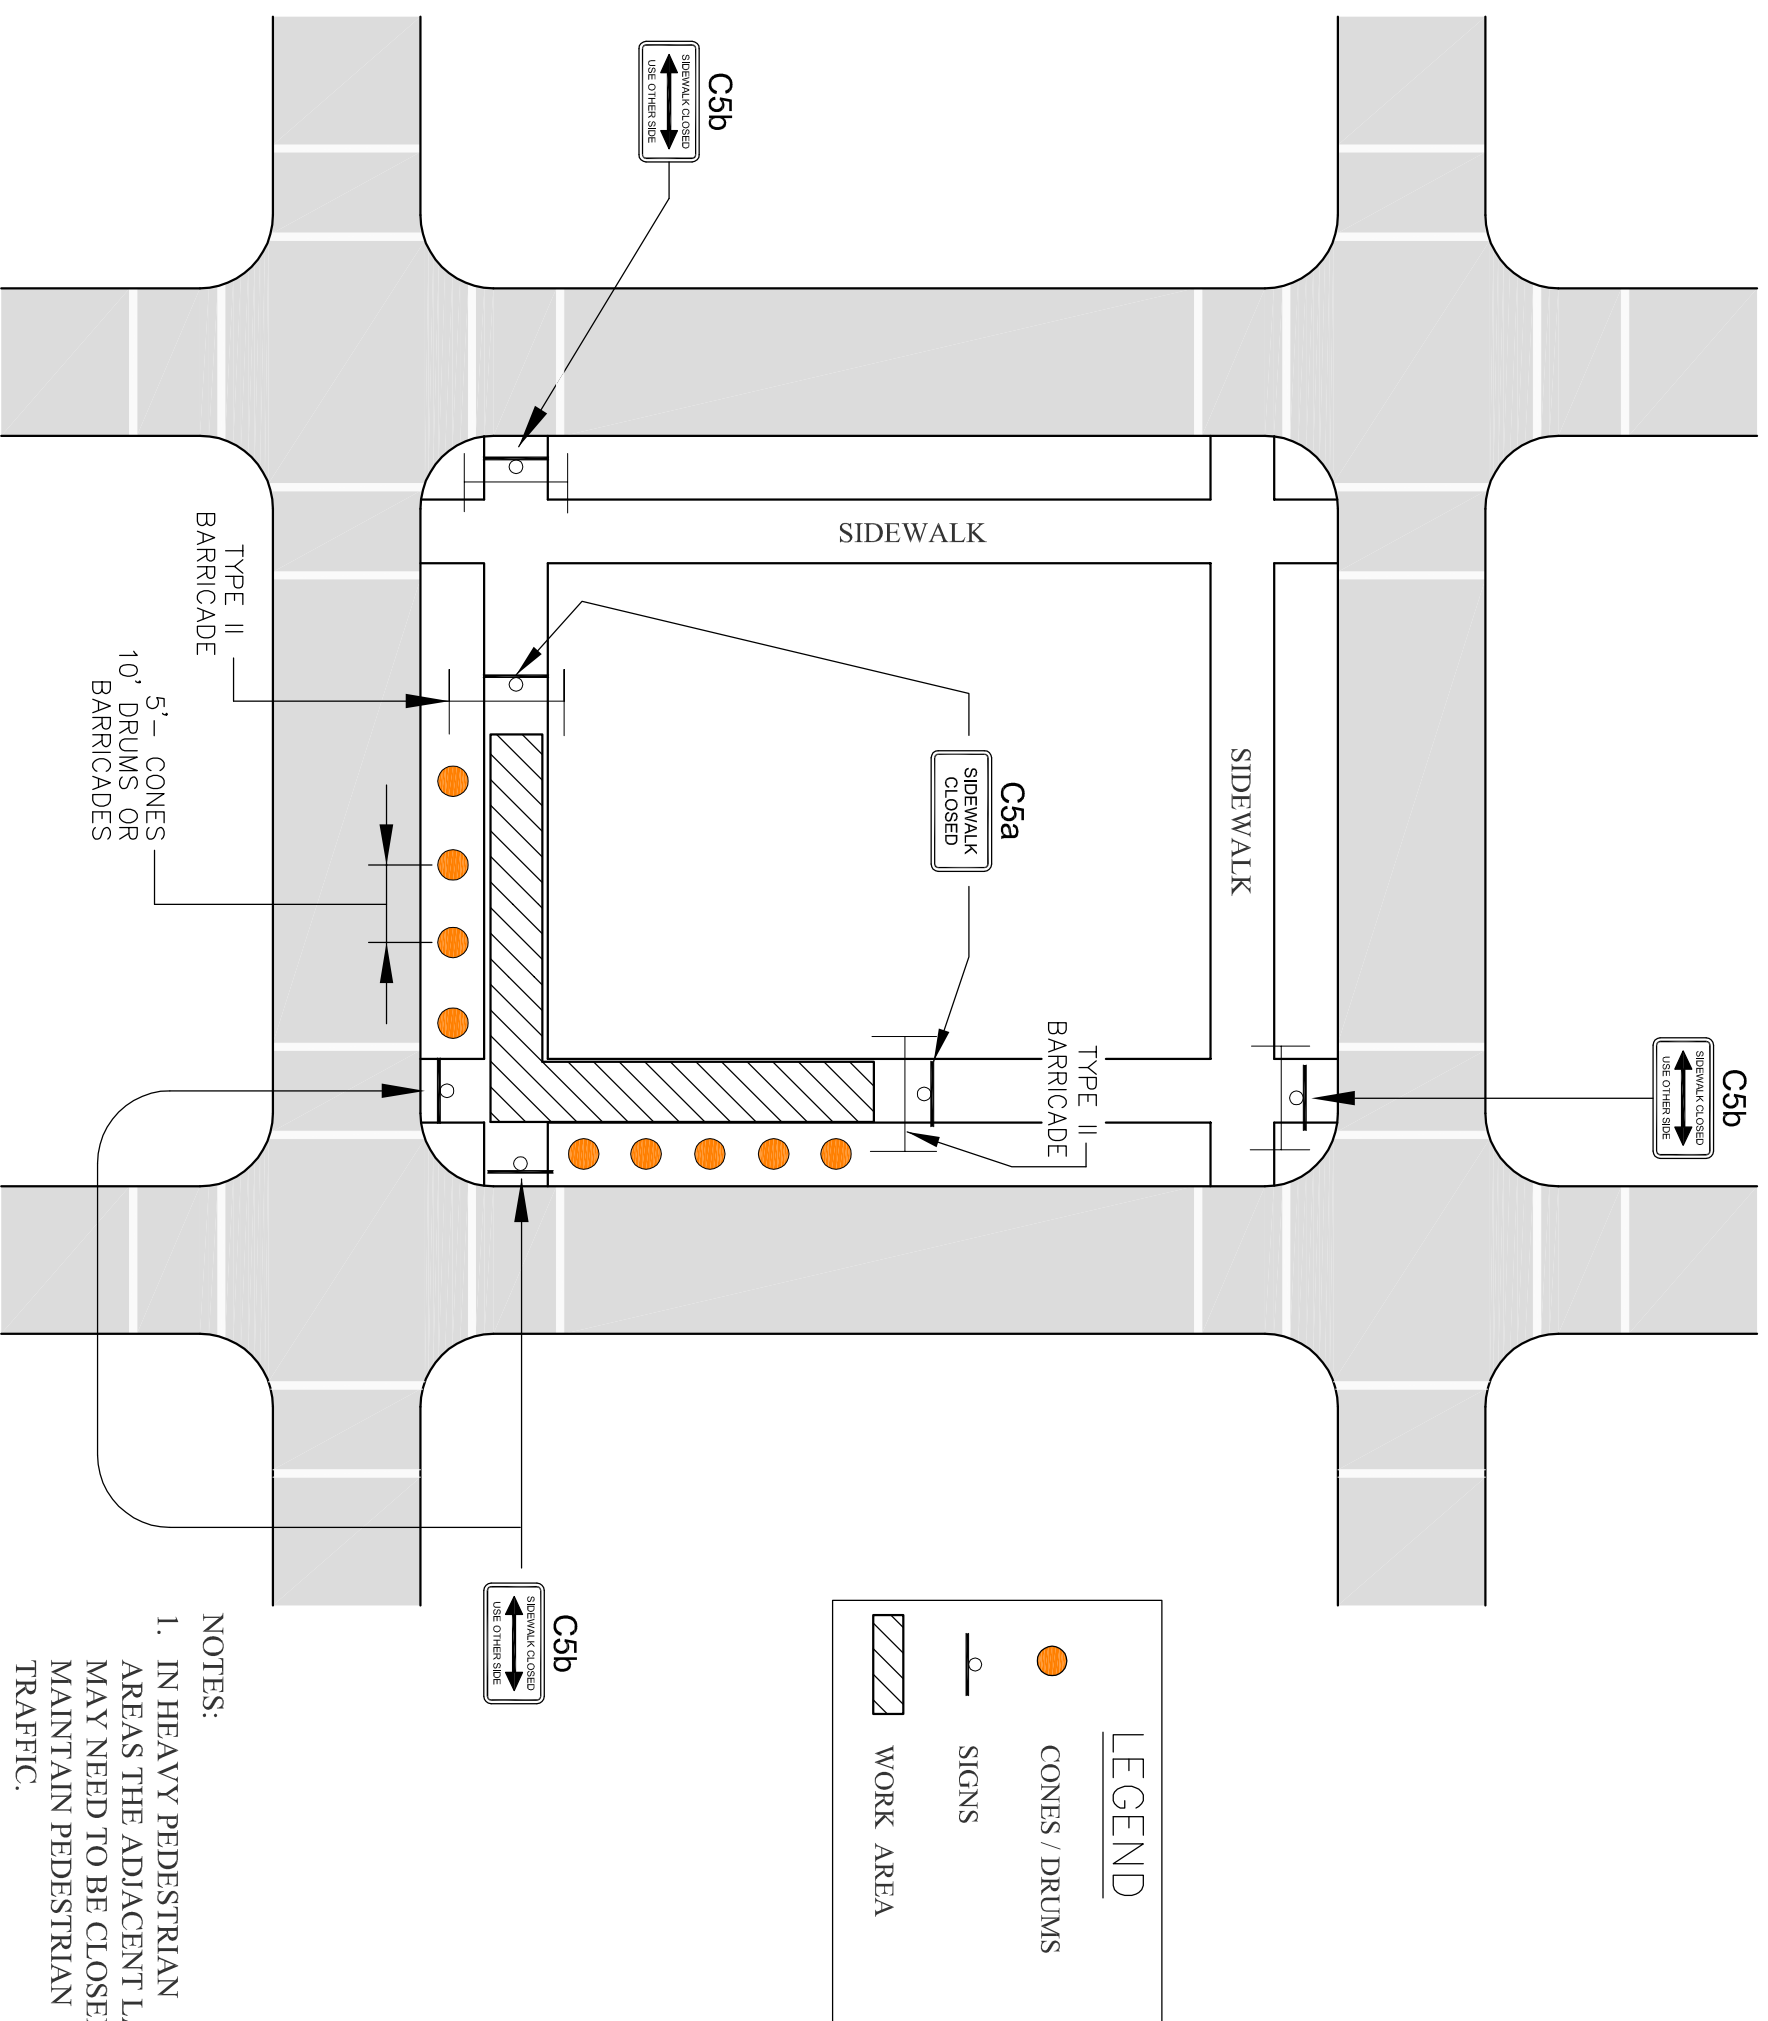 C5b
SIDEWALK CLOSED
USE OTHER SIDE
C5b
SIDEWALK CLOSED
USE OTHER SIDE
SIDEWALK
SIDEWALK
C5a
SIDEWALK
CLOSED
TYPE II
BARRICADE
TYPE II
BARRICADE
5'- CONES
10' DRUMS OR
BARRICADES
C5b
SIDEWALK CLOSED
USE OTHER SIDE
LEGEND
CONES / DRUMS
SIGNS
WORK AREA
NOTES:
1. IN HEAVY PEDESTRIAN
AREAS THE ADJACENT
MAY NEED TO BE
MAINTAIN PEDESTRIAN
TRAFFIC.